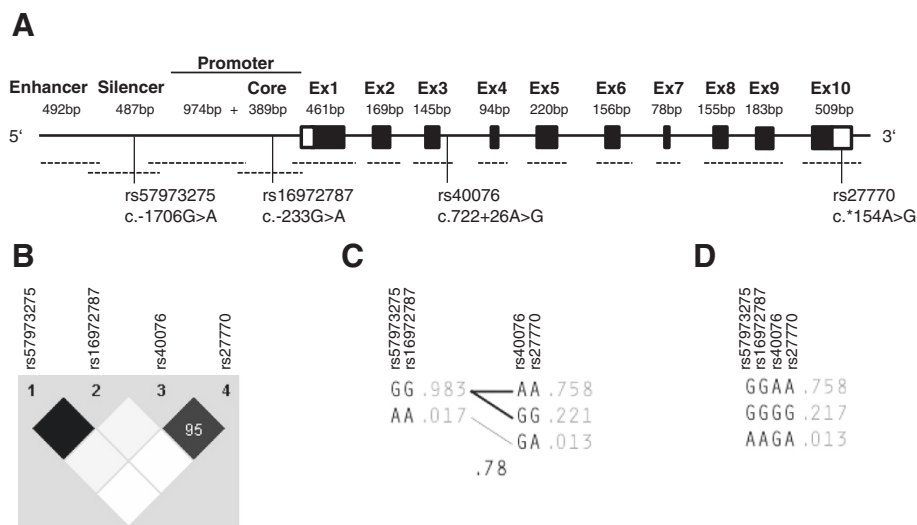 A
Promoter
Enhancer Silencer Core Ex1 Ex2 Ex3 Ex4 Ex5 Ex6 Ex7 Ex8 Ex9 Ex10
492bp 487bp 974bp + 389bp 461bp 169bp 145bp 94bp 220bp 156bp 78bp 155bp 183bp 509bp
5' 3'
rs57973275 rs16972787 rs40076 rs27770
c.-1706G>A c.-233G>A c.722+26A>G c.*154A>G
B
rs57973275 rs16972787 rs40076 rs27770
1 2 3 4
95
C
rs57973275 rs16972787 rs40076 rs27770
GG .983 AA .758
AA .017 GG .221
GA .013
.78
D
rs57973275 rs16972787 rs40076 rs27770
GGAA .758
GGGG .217
AAGA .013